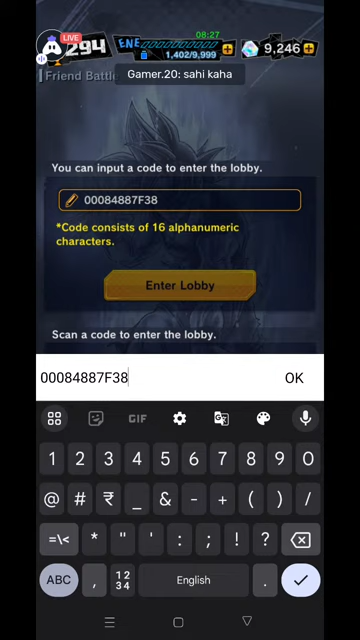 LIVE
294
ENE
08:27
1,402/9,999
9,246
Friend Battle
Gamer.20: sahi kaha
You can input a code to enter the lobby.
00084887F38
*Code consists of 16 alphanumeric
characters.
Enter Lobby
Scan a code to enter the lobby.
00084887F38
OK
GIF
1 2 3 4 5 6 7 8 9 0
@ # ₹ _ & - + ( ) /
=\< * " ' : ; ! ?
ABC , 12 34 English .